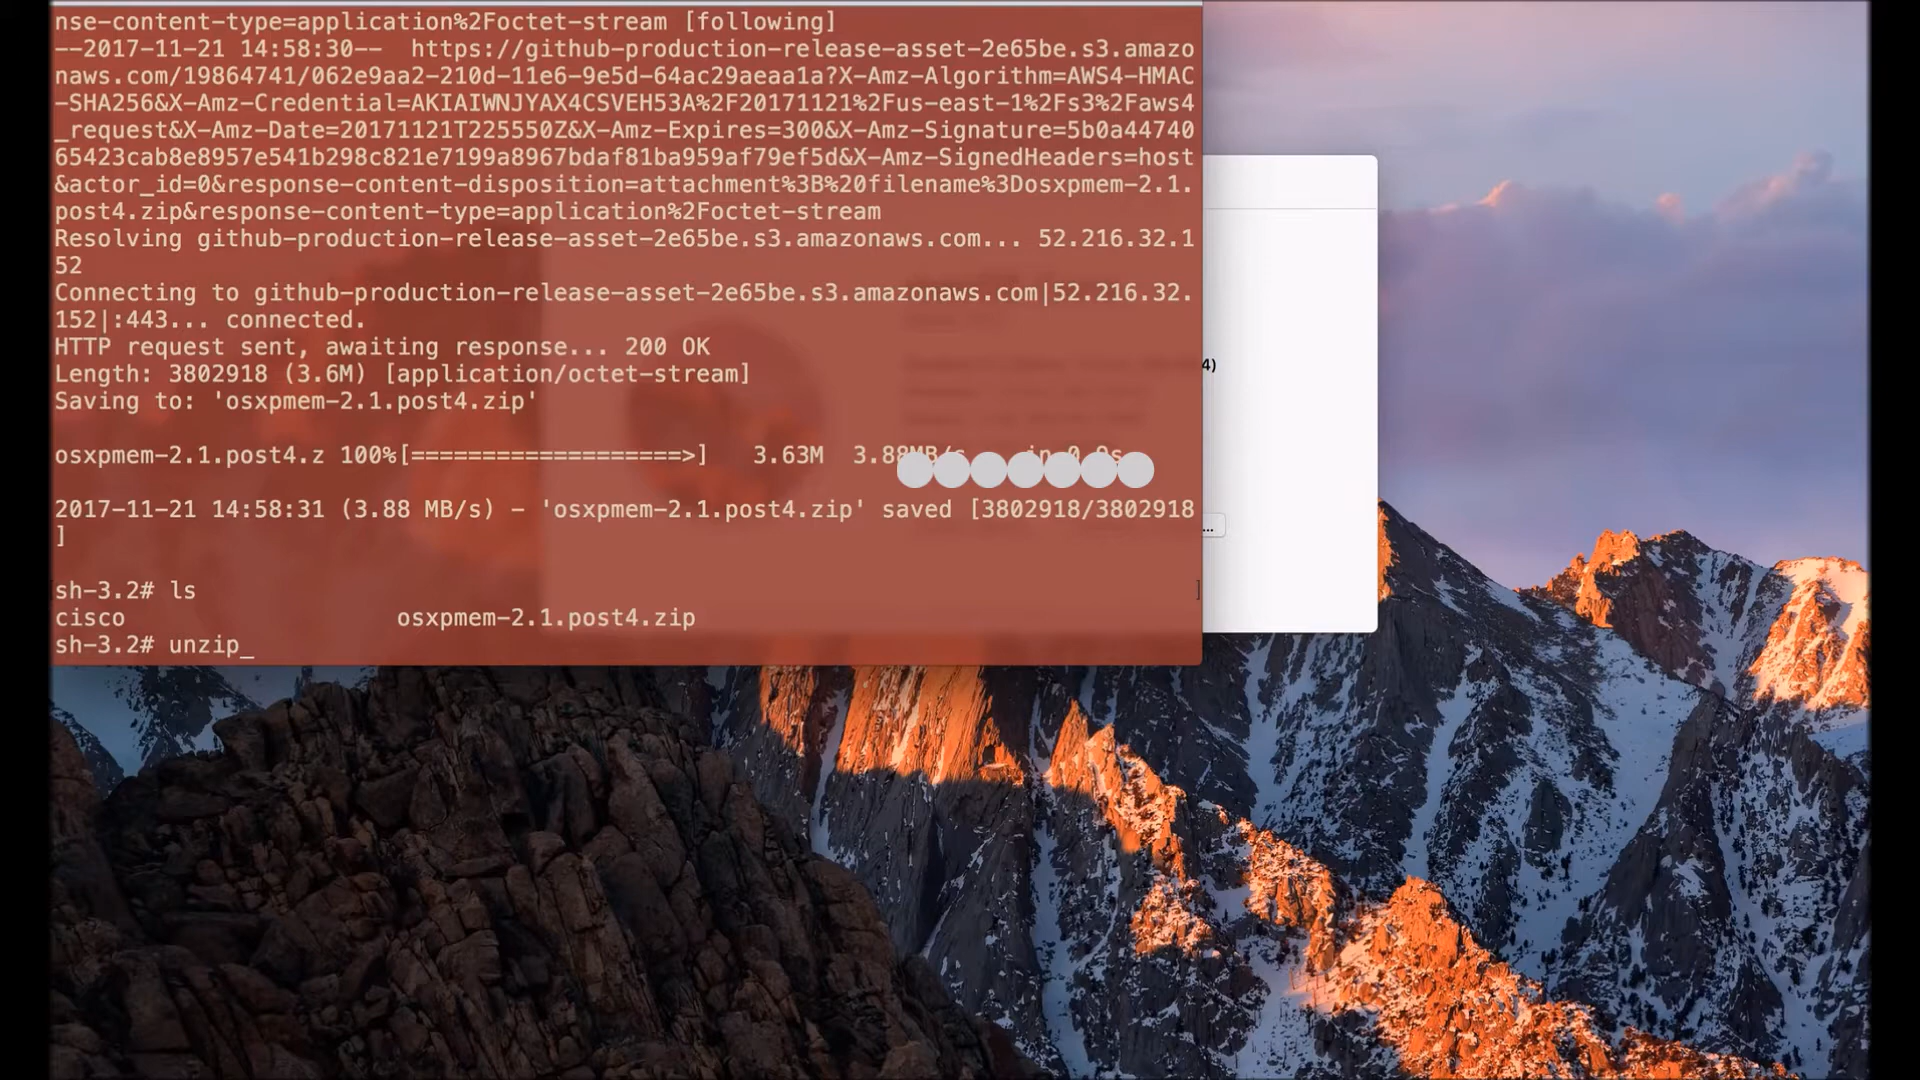 nse-content-type=application%2Foctet-stream [following]
--2017-11-21 14:58:30--  https://github-production-release-asset-2e65be.s3.amazo
naws.com/19864741/062e9aa2-210d-11e6-9e5d-64ac29aeaa1a?X-Amz-Algorithm=AWS4-HMAC
-SHA256&X-Amz-Credential=AKIAIWNJYAX4CSVEH53A%2F20171121%2Fus-east-1%2Fs3%2Faws4
_request&X-Amz-Date=20171121T225550Z&X-Amz-Expires=300&X-Amz-Signature=5b0a44740
65423cab8e8957e541b298c821e7199a8967bdaf81ba959af79ef5d&X-Amz-SignedHeaders=host
&actor_id=0&response-content-disposition=attachment%3B%20filename%3Dosxpmem-2.1.
post4.zip&response-content-type=application%2Foctet-stream
Resolving github-production-release-asset-2e65be.s3.amazonaws.com... 52.216.32.1
52
Connecting to github-production-release-asset-2e65be.s3.amazonaws.com|52.216.32.
152|:443... connected.
HTTP request sent, awaiting response... 200 OK
Length: 3802918 (3.6M) [application/octet-stream]
4)
Saving to: 'osxpmem-2.1.post4.zip'
osxpmem-2.1.post4.z 100%[===================>]   3.63M  3.88MB/s    in 0.9s
2017-11-21 14:58:31 (3.88 MB/s) - 'osxpmem-2.1.post4.zip' saved [3802918/3802918
]
...
sh-3.2# ls ]
cisco                   osxpmem-2.1.post4.zip
sh-3.2# unzip_